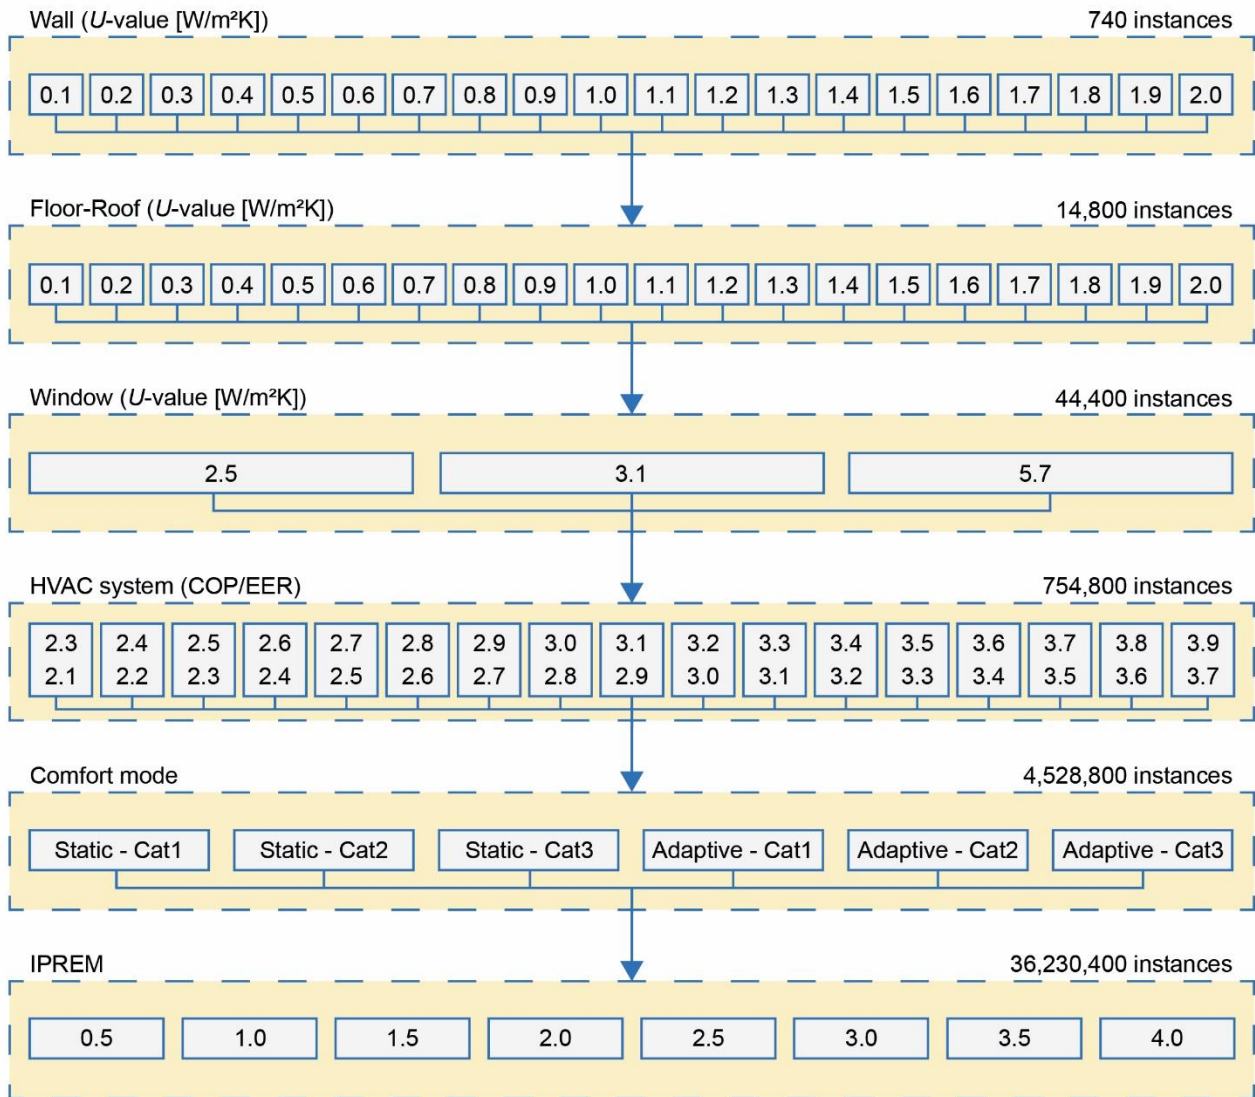 Wall (U-value [W/m²K]) 740 instances
0.1 0.2 0.3 0.4 0.5 0.6 0.7 0.8 0.9 1.0 1.1 1.2 1.3 1.4 1.5 1.6 1.7 1.8 1.9 2.0
Floor-Roof (U-value [W/m²K]) 14,800 instances
0.1 0.2 0.3 0.4 0.5 0.6 0.7 0.8 0.9 1.0 1.1 1.2 1.3 1.4 1.5 1.6 1.7 1.8 1.9 2.0
Window (U-value [W/m²K]) 44,400 instances
2.5 3.1 5.7
HVAC system (COP/EER) 754,800 instances
2.3 2.4 2.5 2.6 2.7 2.8 2.9 3.0 3.1 3.2 3.3 3.4 3.5 3.6 3.7 3.8 3.9
2.1 2.2 2.3 2.4 2.5 2.6 2.7 2.8 2.9 3.0 3.1 3.2 3.3 3.4 3.5 3.6 3.7
Comfort mode 4,528,800 instances
Static - Cat1 Static - Cat2 Static - Cat3 Adaptive - Cat1 Adaptive - Cat2 Adaptive - Cat3
IPREM 36,230,400 instances
0.5 1.0 1.5 2.0 2.5 3.0 3.5 4.0